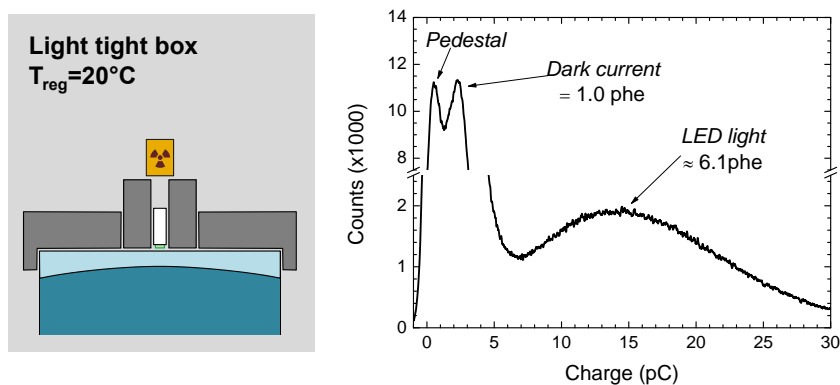 Light tight box
Treg=20°C
14
12
10
8
2
1
0
Counts (x1000)
Pedestal
Dark current
= 1.0 phe
LED light
≈ 6.1phe
0 5 10 15 20 25 30
Charge (pC)